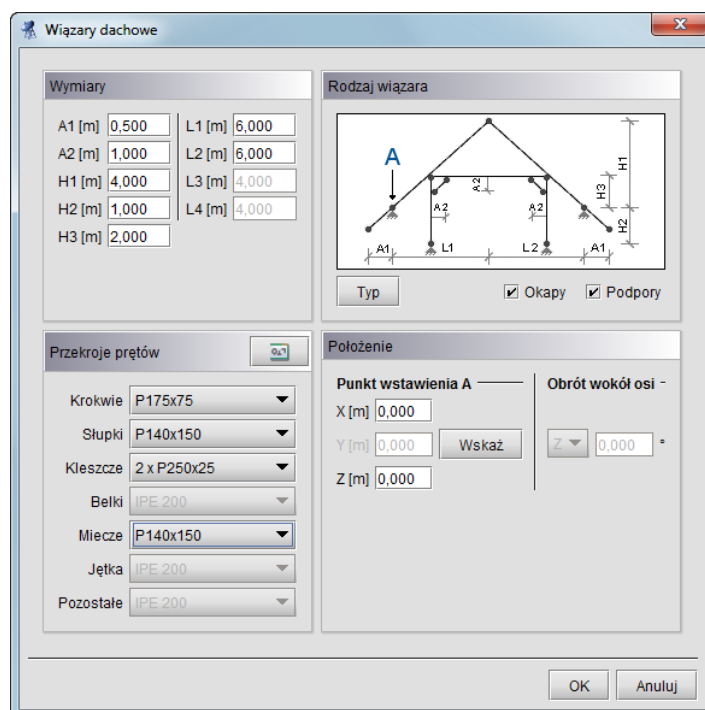 Wiązary dachowe
x
Wymiary
A1 [m] 0,500 L1 [m] 6,000
A2 [m] 1,000 L2 [m] 6,000
H1 [m] 4,000 L3 [m] 4,000
H2 [m] 1,000 L4 [m] 4,000
H3 [m] 2,000
Rodzaj wiązara
A
A2
A2
A2
H3
H1
H2
A1
L1
L2
A1
Typ
Okapy
Podpory
Przekroje prętów
Krokwie P175x75
Słupki P140x150
Kleszcze 2 x P250x25
Belki IPE 200
Miecze P140x150
Jętka IPE 200
Pozostałe IPE 200
Położenie
Punkt wstawienia A
X [m] 0,000
Y [m] 0,000 Wskaż
Z [m] 0,000
Obrót wokół osi
Z 0,000 °
OK
Anuluj